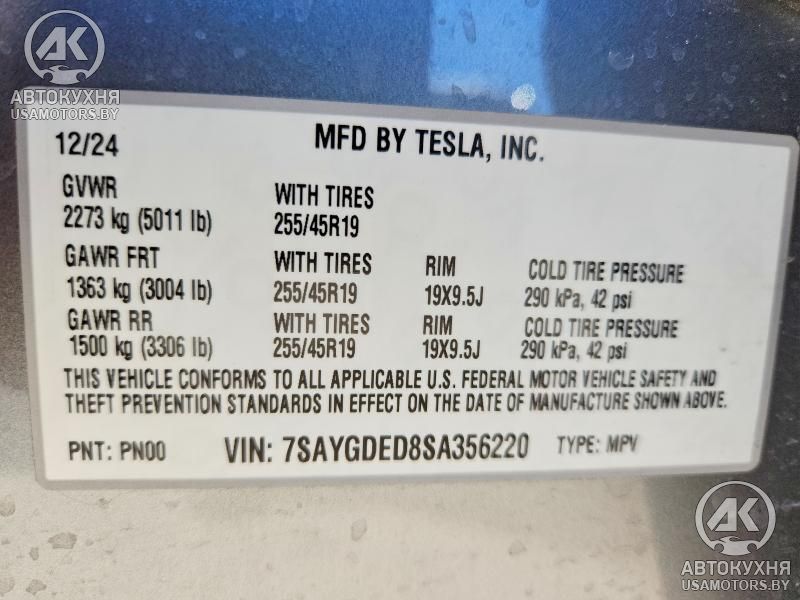 AK
АВТОКУХНЯ
USAMOTORS.BY
12/24 MFD BY TESLA, INC.
GVWR WITH TIRES
2273 kg (5011 lb) 255/45R19
GAWR FRT WITH TIRES RIM COLD TIRE PRESSURE
1363 kg (3004 lb) 255/45R19 19X9.5J 290 kPa, 42 psi
GAWR RR WITH TIRES RIM COLD TIRE PRESSURE
1500 kg (3306 lb) 255/45R19 19X9.5J 290 kPa, 42 psi
THIS VEHICLE CONFORMS TO ALL APPLICABLE U.S. FEDERAL MOTOR VEHICLE SAFETY AND
THEFT PREVENTION STANDARDS IN EFFECT ON THE DATE OF MANUFACTURE SHOWN ABOVE.
PNT: PN00 VIN: 7SAYGDED8SA356220 TYPE: MPV
AK
АВТОКУХНЯ
USAMOTORS.BY